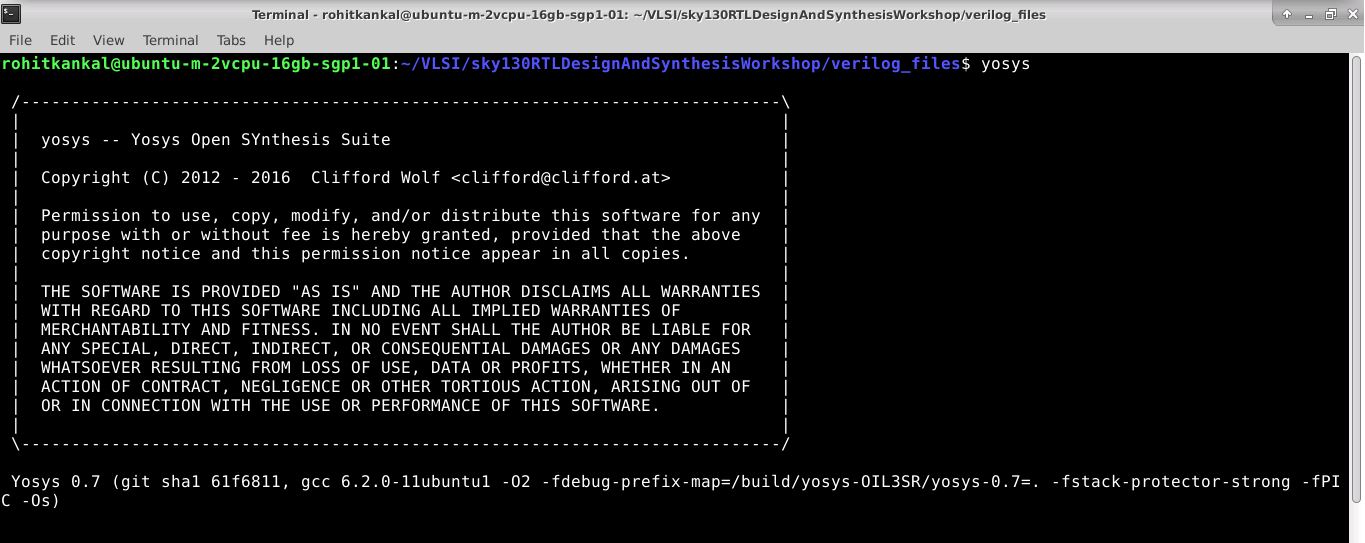 Terminal - rohitkankal@ubuntu-m-2vcpu-16gb-sgp1-01: ~/VLSI/sky130RTLDesignAndSynthesisWorkshop/verilog_files
File Edit View Terminal Tabs Help
rohitkankal@ubuntu-m-2vcpu-16gb-sgp1-01:~/VLSI/sky130RTLDesignAndSynthesisWorkshop/verilog_files$ yosys
/----------------------------------------------------------------------------\
|                                                                            |
|  yosys -- Yosys Open SYnthesis Suite                                       |
|                                                                            |
|  Copyright (C) 2012 - 2016  Clifford Wolf <clifford@clifford.at>           |
|                                                                            |
|  Permission to use, copy, modify, and/or distribute this software for any  |
|  purpose with or without fee is hereby granted, provided that the above    |
|  copyright notice and this permission notice appear in all copies.         |
|                                                                            |
|  THE SOFTWARE IS PROVIDED "AS IS" AND THE AUTHOR DISCLAIMS ALL WARRANTIES  |
|  WITH REGARD TO THIS SOFTWARE INCLUDING ALL IMPLIED WARRANTIES OF          |
|  MERCHANTABILITY AND FITNESS. IN NO EVENT SHALL THE AUTHOR BE LIABLE FOR   |
|  ANY SPECIAL, DIRECT, INDIRECT, OR CONSEQUENTIAL DAMAGES OR ANY DAMAGES    |
|  WHATSOEVER RESULTING FROM LOSS OF USE, DATA OR PROFITS, WHETHER IN AN     |
|  ACTION OF CONTRACT, NEGLIGENCE OR OTHER TORTIOUS ACTION, ARISING OUT OF   |
|  OR IN CONNECTION WITH THE USE OR PERFORMANCE OF THIS SOFTWARE.            |
|                                                                            |
\----------------------------------------------------------------------------/
Yosys 0.7 (git sha1 61f6811, gcc 6.2.0-11ubuntu1 -O2 -fdebug-prefix-map=/build/yosys-OIL3SR/yosys-0.7=. -fstack-protector-strong -fPI
C -Os)